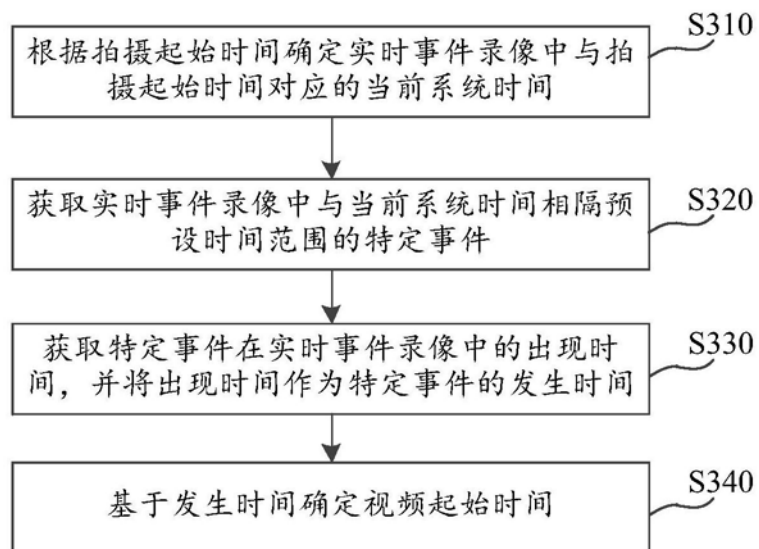 S310
根据拍摄起始时间确定实时事件录像中与拍
摄起始时间对应的当前系统时间
S320
获取实时事件录像中与当前系统时间相隔预
设时间范围的特定事件
S330
获取特定事件在实时事件录像中的出现时
间，并将出现时间作为特定事件的发生时间
S340
基于发生时间确定视频起始时间